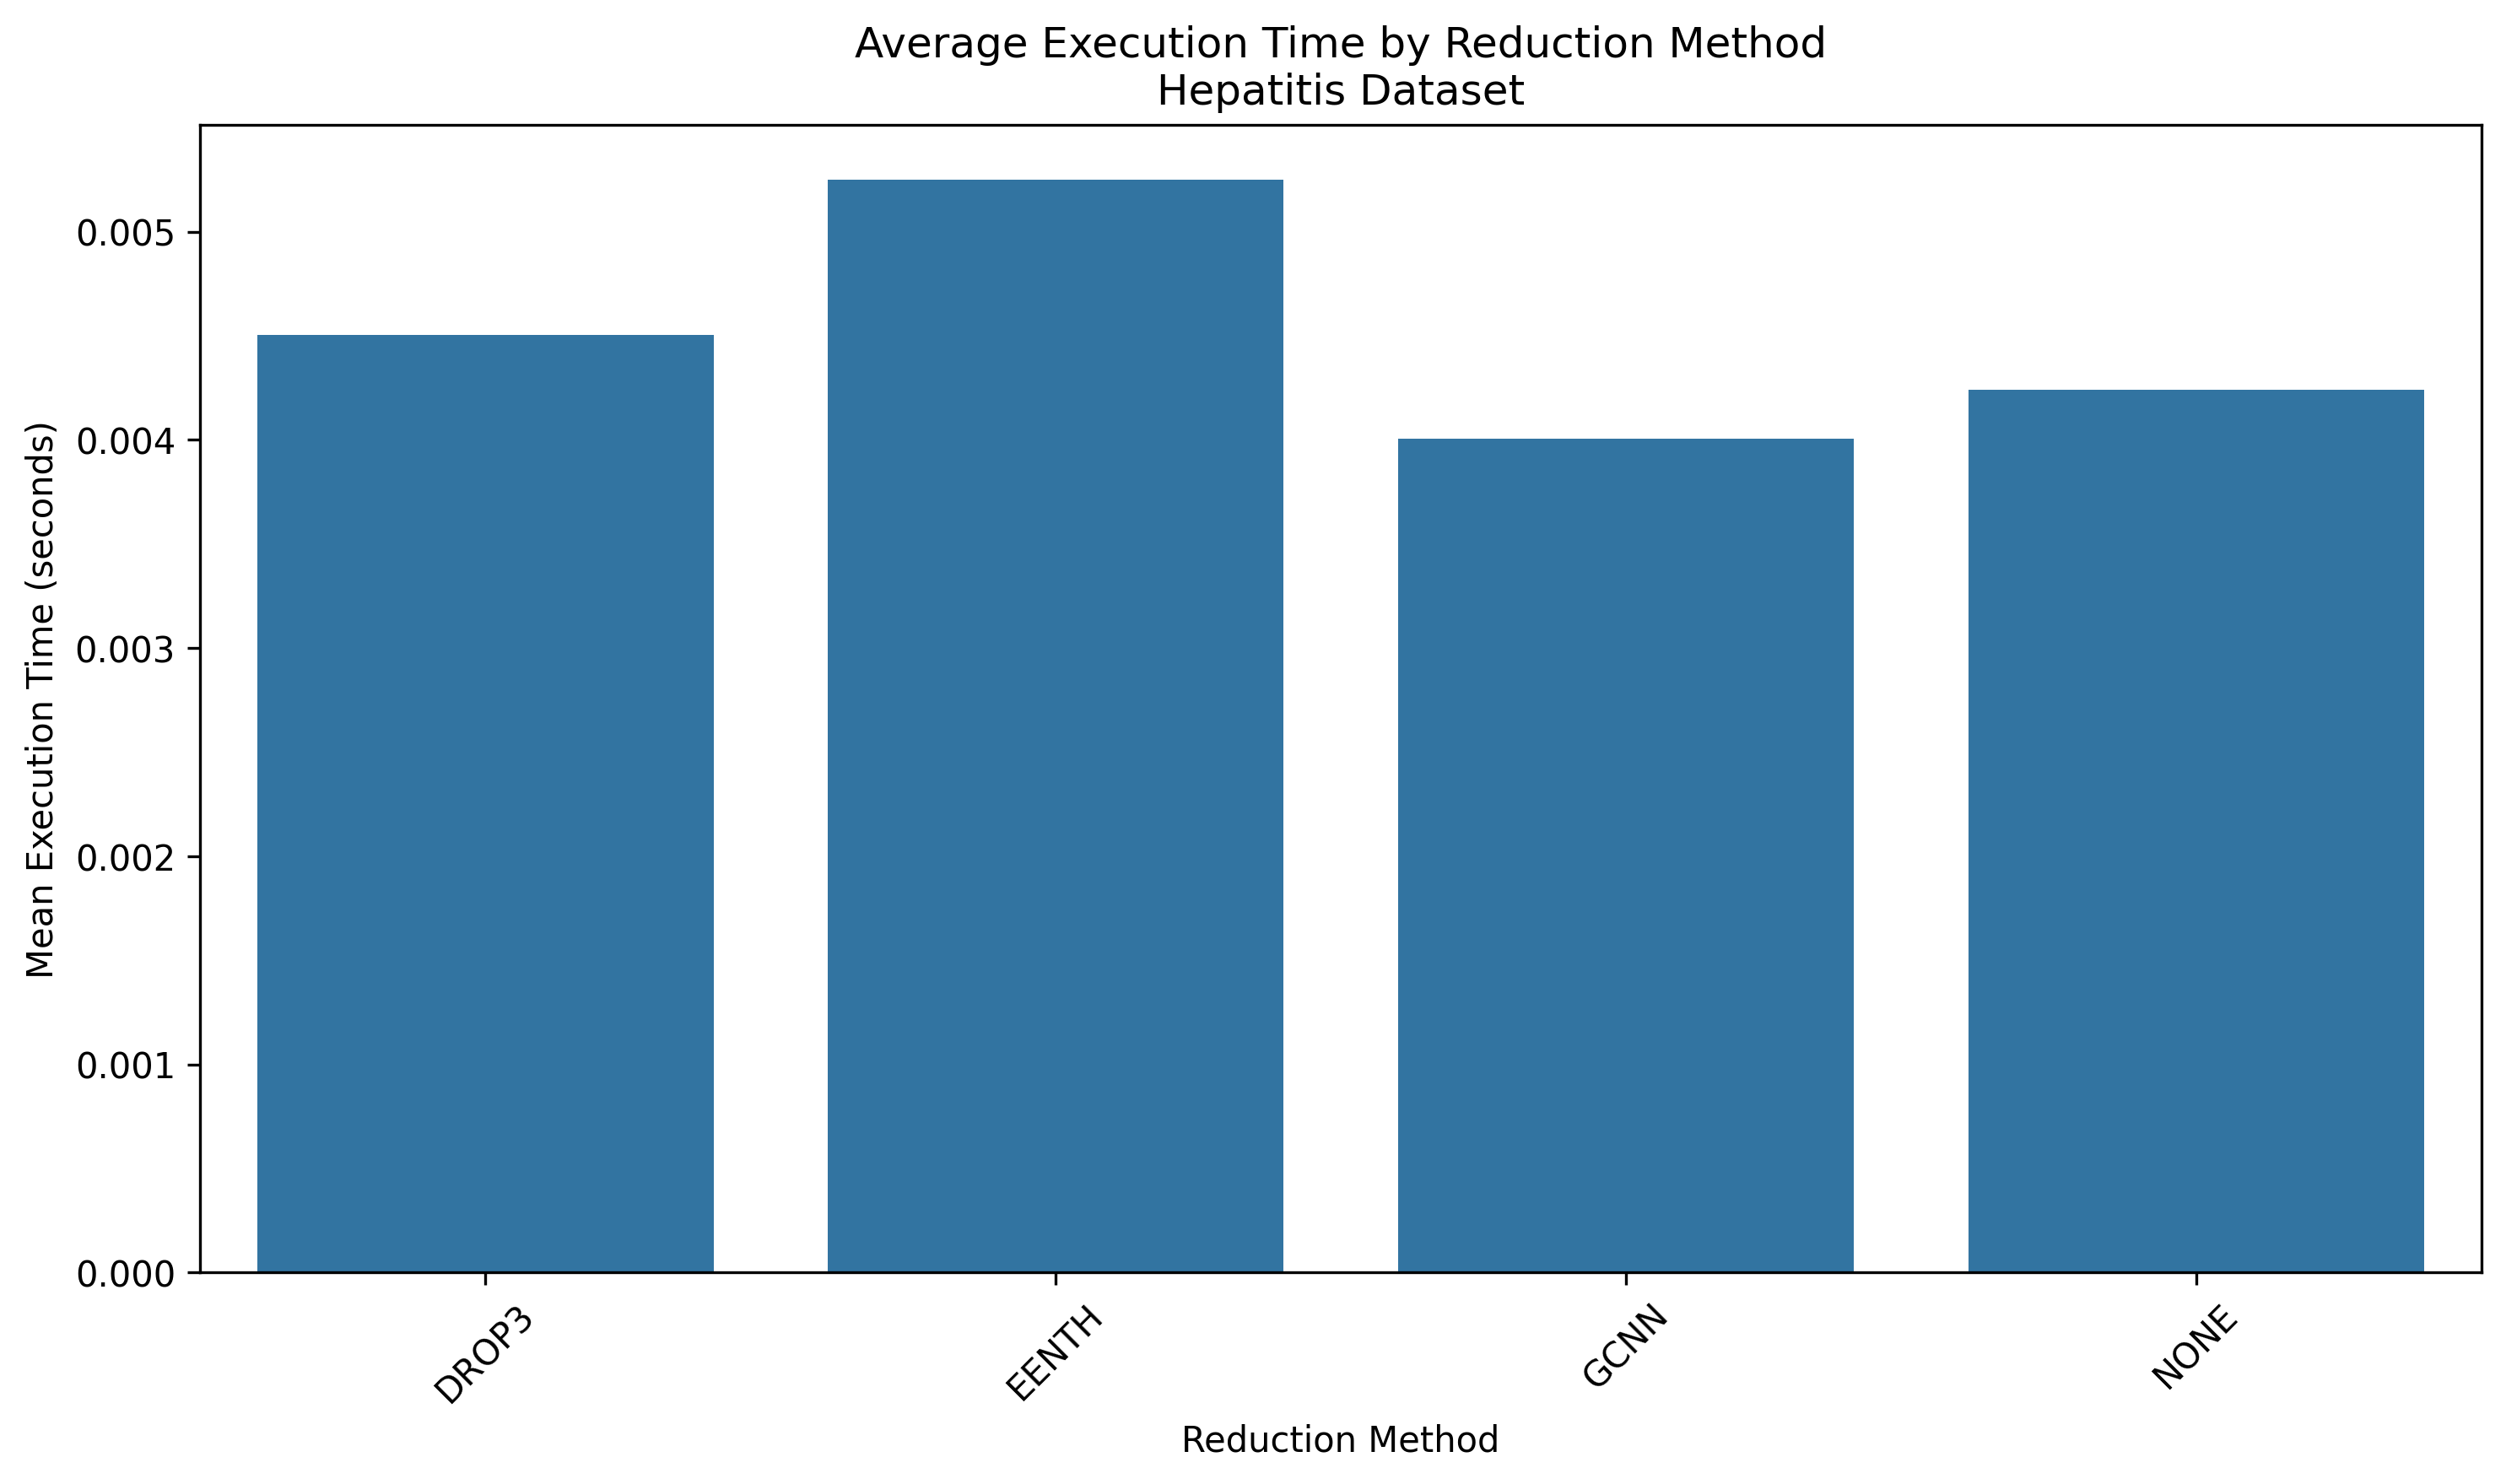 Average Execution Time by Reduction Method
Hepatitis Dataset
Mean Execution Time (seconds)
0.005
0.004
0.003
0.002
0.001
0.000
DROP3
EENTH
GCNN
NONE
Reduction Method